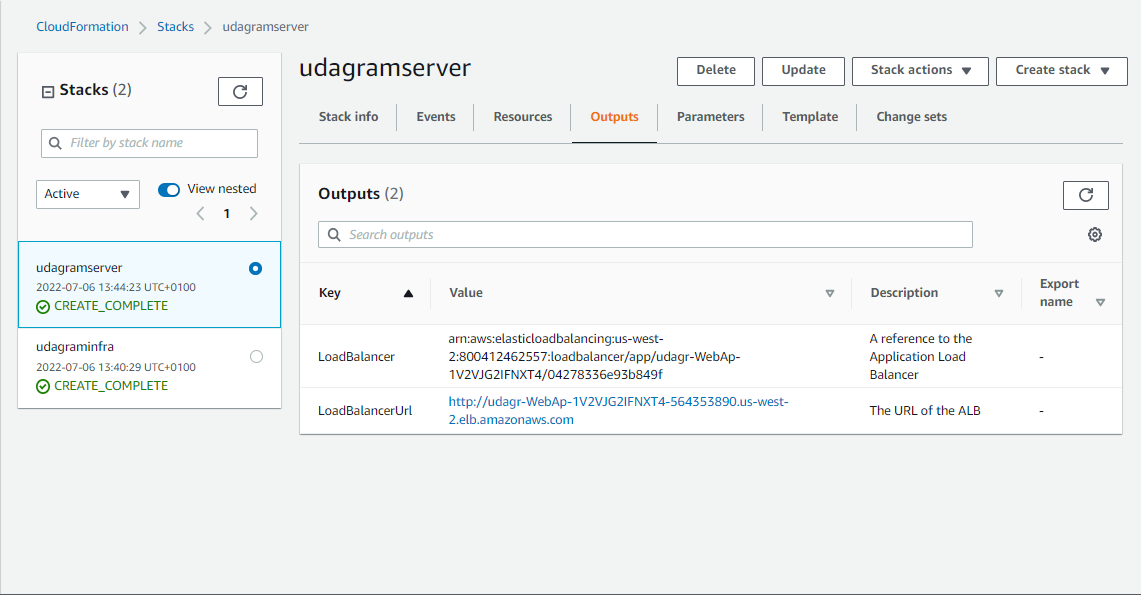 CloudFormation > Stacks > udagramserver
Stacks (2)
Filter by stack name
Active
View nested
1
udagramserver
2022-07-06 13:44:23 UTC+0100
CREATE_COMPLETE
udagraminfra
2022-07-06 13:40:29 UTC+0100
CREATE_COMPLETE
udagramserver
Delete
Update
Stack actions
Create stack
Stack info
Events
Resources
Outputs
Parameters
Template
Change sets
Outputs (2)
Search outputs
Key
Value
Description
Export
name
LoadBalancer
arn:aws:elasticloadbalancing:us-west-
2:800412462557:loadbalancer/app/udagr-WebAp-
1V2VJG2IFNXT4/04278336e93b849f
A reference to the
Application Load
Balancer
-
LoadBalancerUrl
http://udagr-WebAp-1V2VJG2IFNXT4-564353890.us-west-
2.elb.amazonaws.com
The URL of the ALB
-